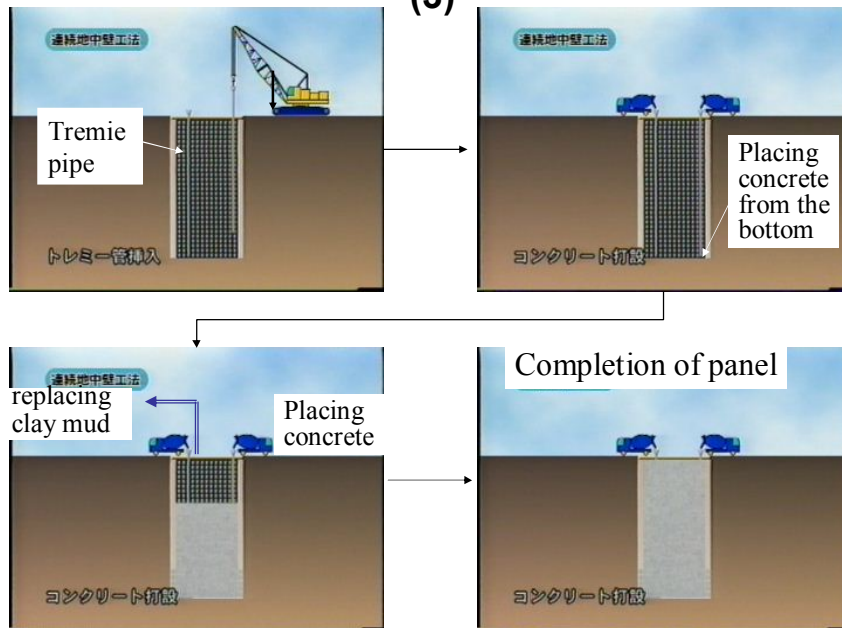 (3)
連続地中壁工法
Tremie
pipe
トレミー管挿入
連続地中壁工法
Placing
concrete
from the
bottom
コンクリート打設
連続地中壁工法
replacing
clay mud
Placing
concrete
コンクリート打設
Completion of panel
コンクリート打設